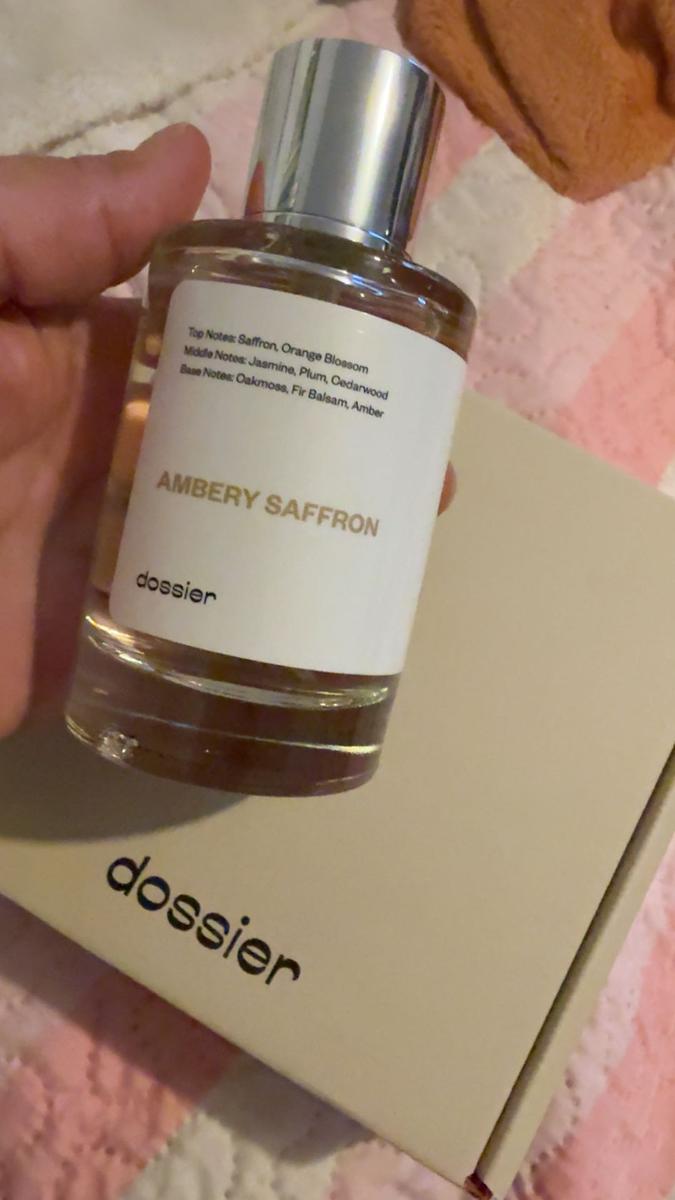 Top Notes: Saffron, Orange Blossom
Middle Notes: Jasmine, Plum, Cedarwood
Base Notes: Oakmoss, Fir Balsam, Amber
AMBERY SAFFRON
dossier
dossier